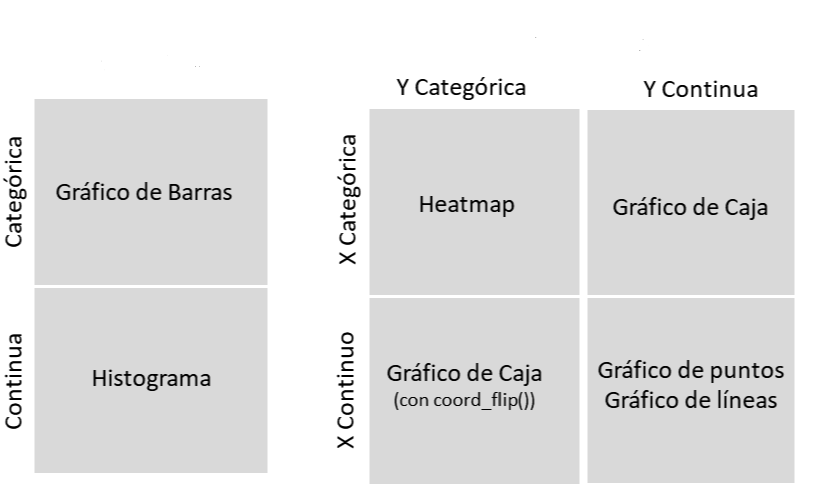 Categórica
Gráfico de Barras
Continua
Histograma
Y Categórica
Y Continua
X Categórica
Heatmap
Gráfico de Caja
X Continuo
Gráfico de Caja
(con coord_flip())
Gráfico de puntos
Gráfico de líneas